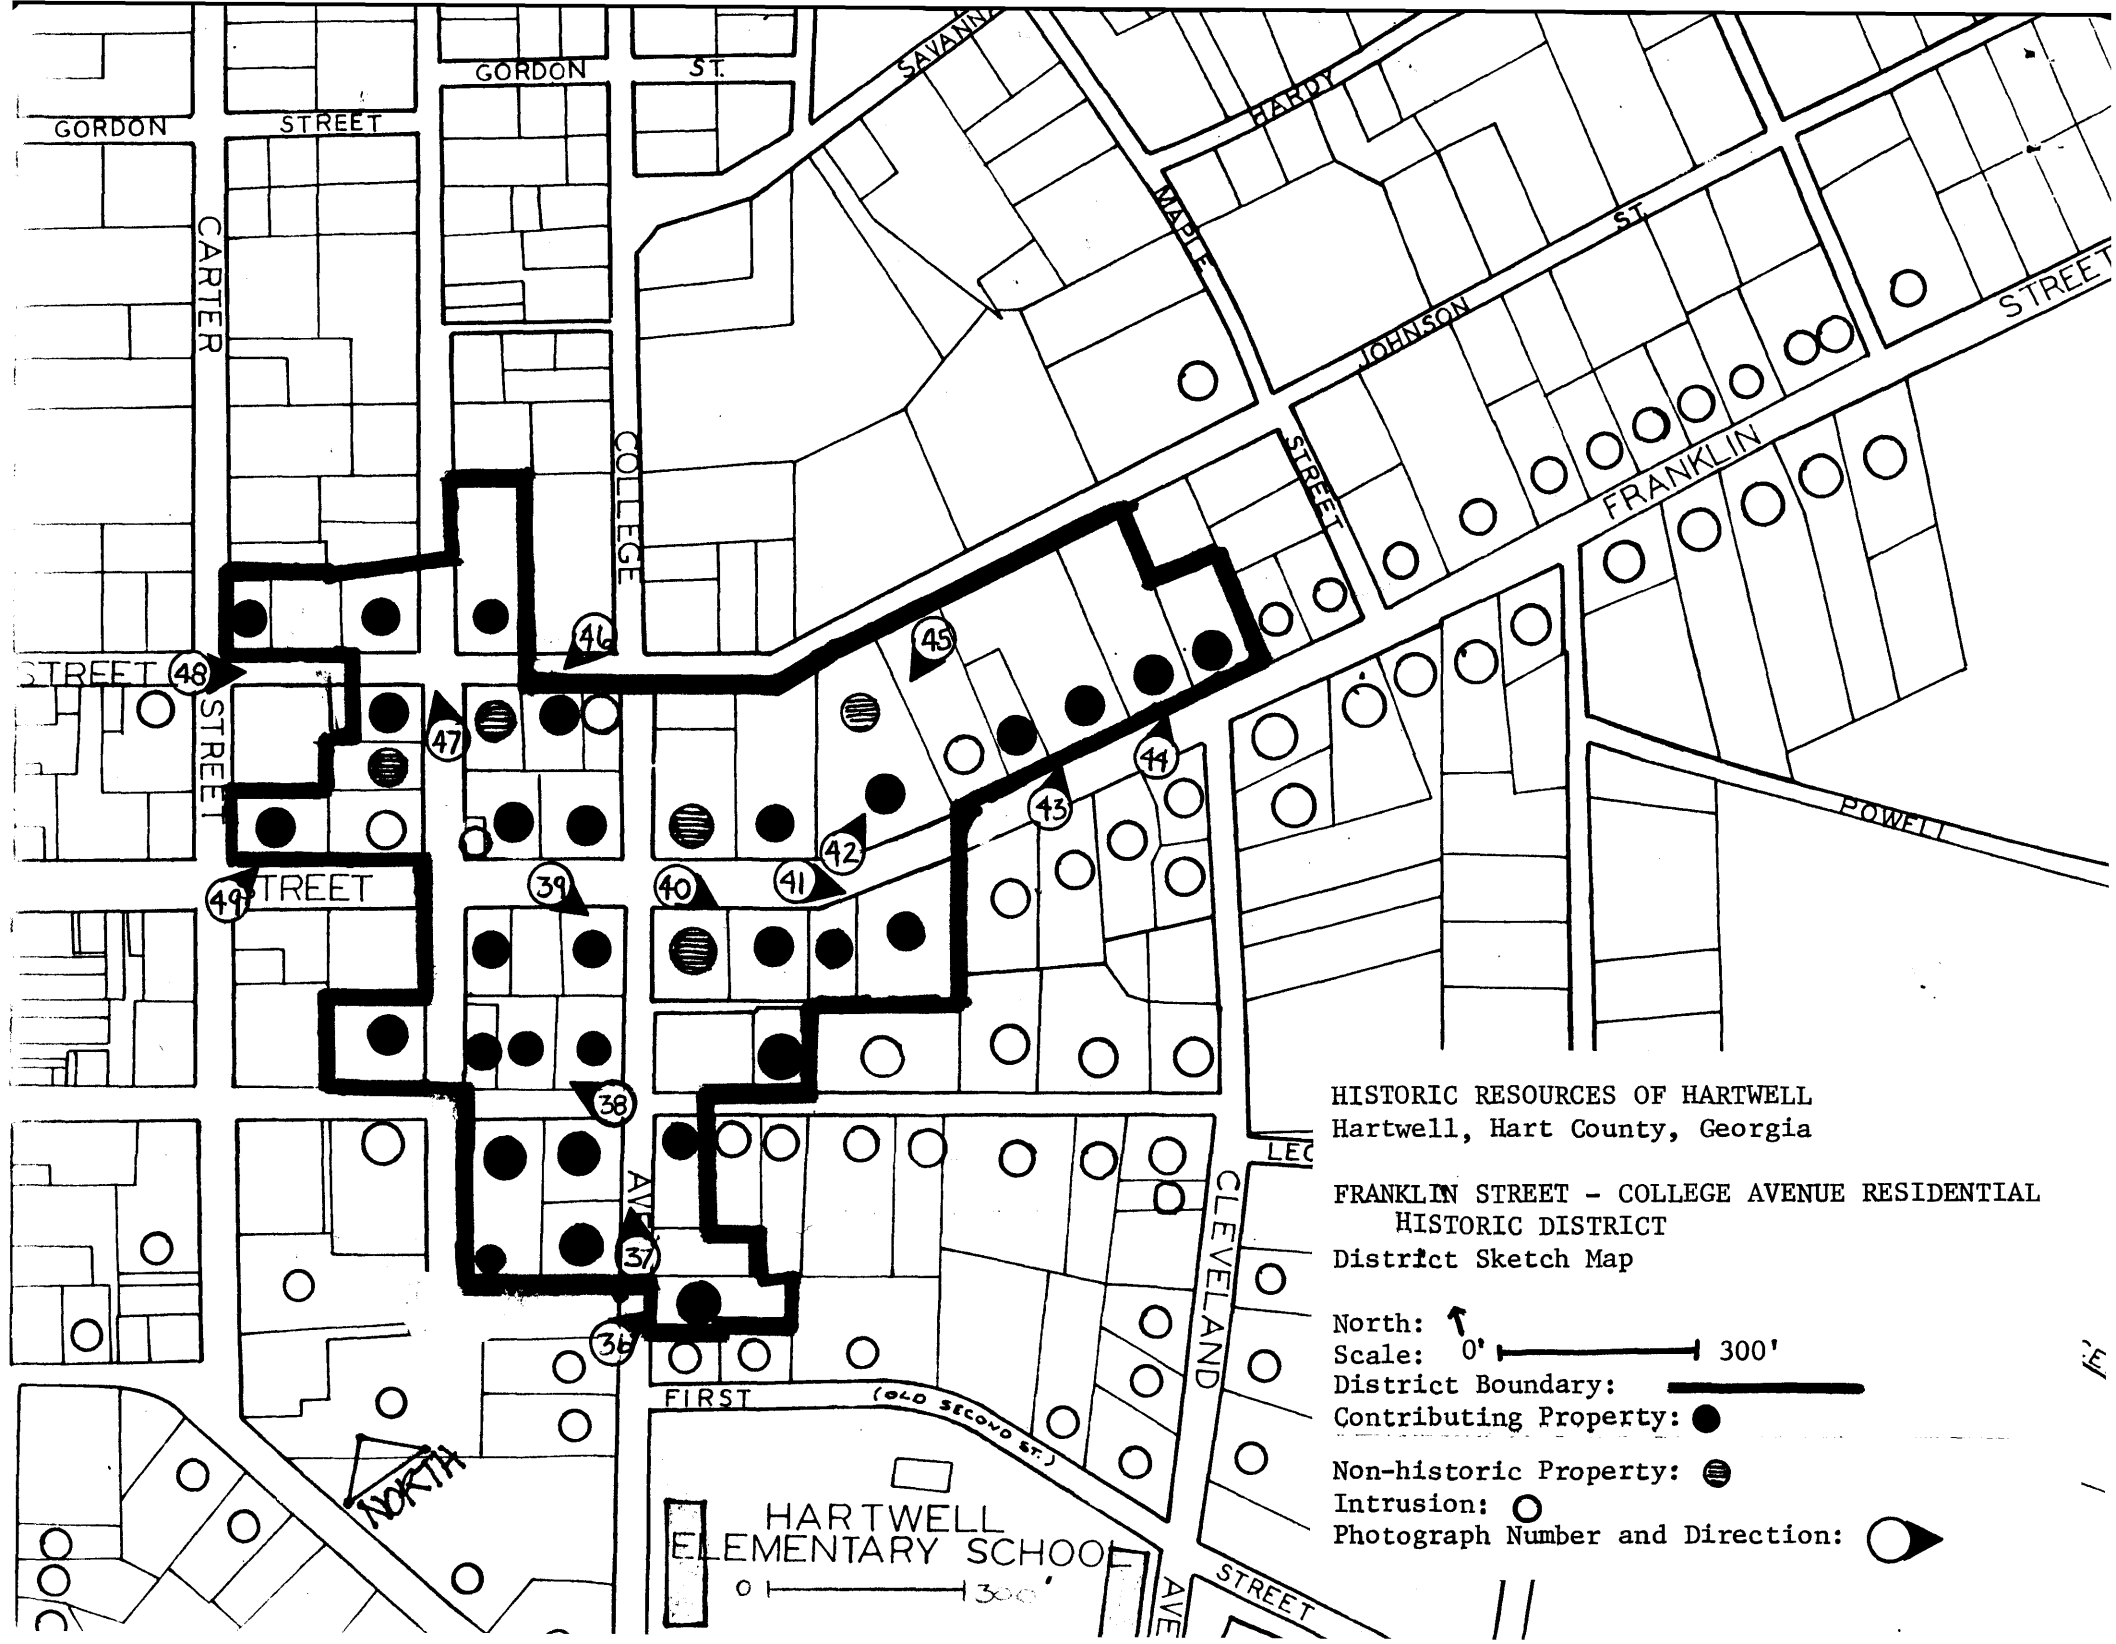 GORDON ST.
SAVANN
HARDY
GORDON STREET
MAPLE
ST.
CARTER
STREET
JOHNSON
COLLEGE
STREET
FRANKLIN
46
45
STREET
48
STREET
47
44
43
POWELL
42
39
40
41
STREET
49
38
HISTORIC RESOURCES OF HARTWELL
Hartwell, Hart County, Georgia
LEC
AVE
CLEVELAND
FRANKLIN STREET - COLLEGE AVENUE RESIDENTIAL
HISTORIC DISTRICT
District Sketch Map
37
36
North:
Scale: 0' 300'
District Boundary:
Contributing Property:
Non-historic Property:
Intrusion:
Photograph Number and Direction:
FIRST
(OLD SECOND ST.)
NORTH
HARTWELL
ELEMENTARY SCHOOL
0 300'
STREET
AVE